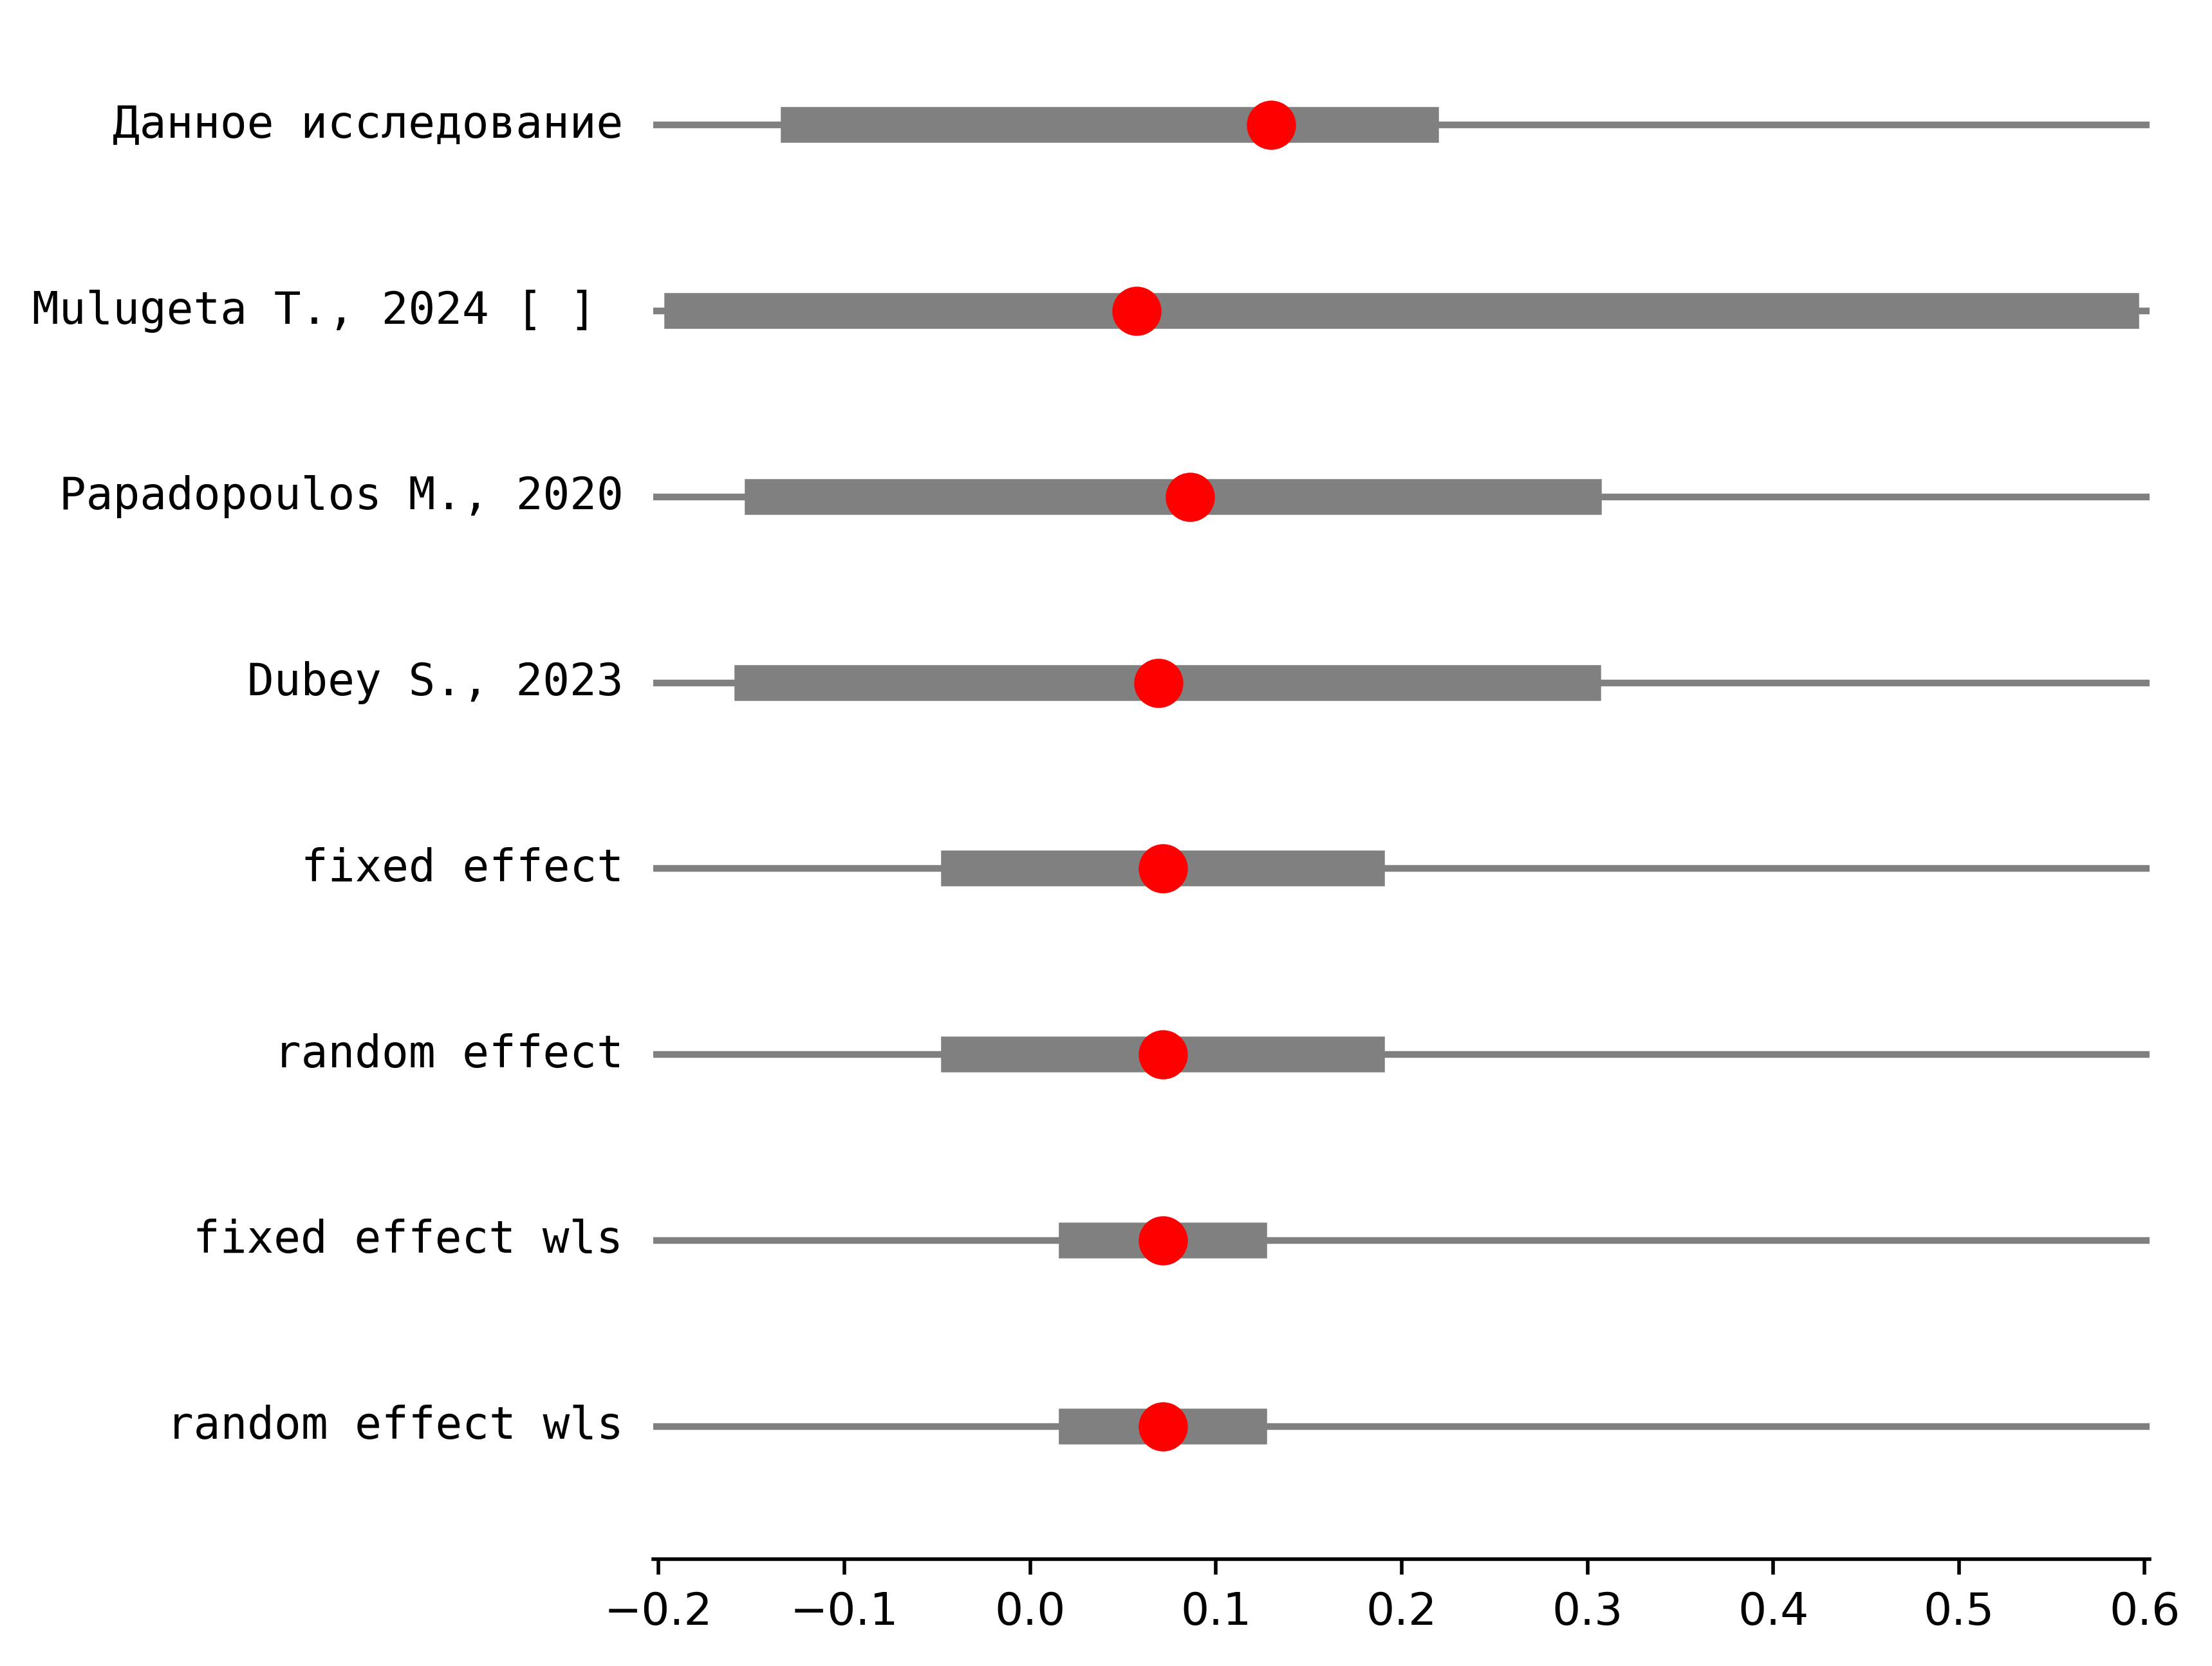 Данное исследование
Mulugeta T., 2024 [ ]
Papadopoulos M., 2020
Dubey S., 2023
fixed effect
random effect
fixed effect wls
random effect wls
−0.2 −0.1 0.0 0.1 0.2 0.3 0.4 0.5 0.6